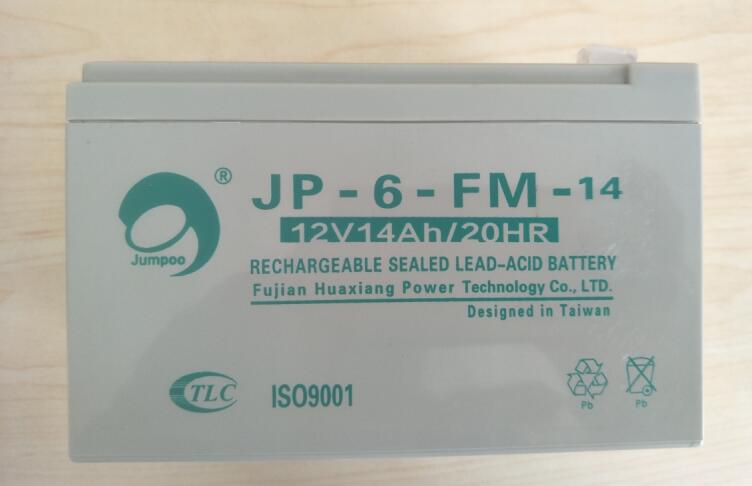 ®
Jumpoo
JP-6-FM-14
12V14Ah/20HR
RECHARGEABLE SEALED LEAD-ACID BATTERY
Fujian Huaxiang Power Technology Co., LTD.
Designed in Taiwan
TLC
ISO9001
Pb
Pb